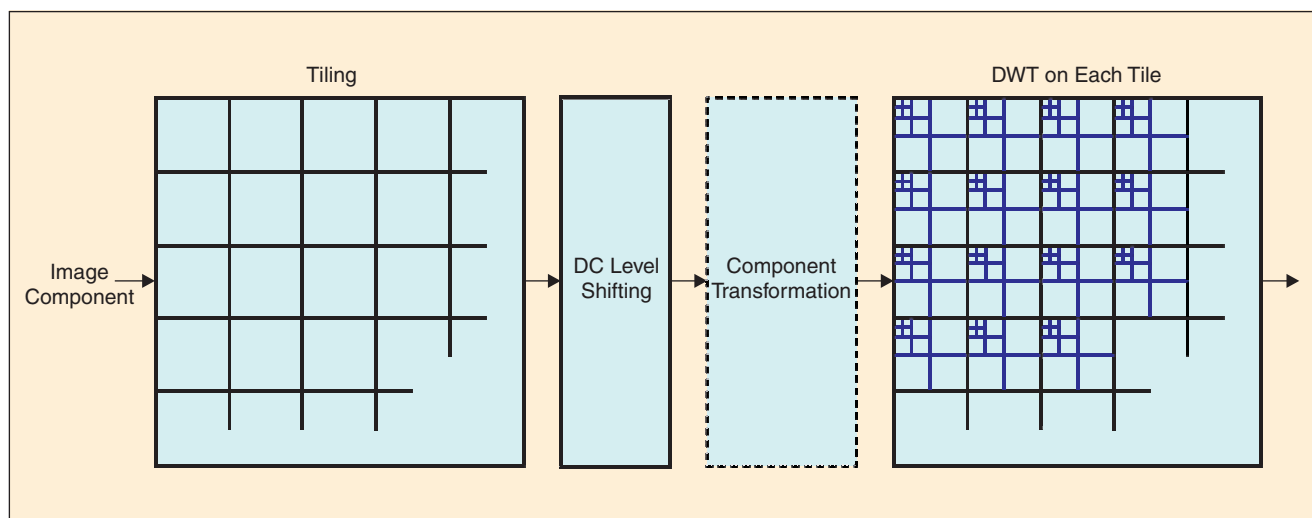 Tiling
DWT on Each Tile
Image
Component
DC Level
Shifting
Component
Transformation